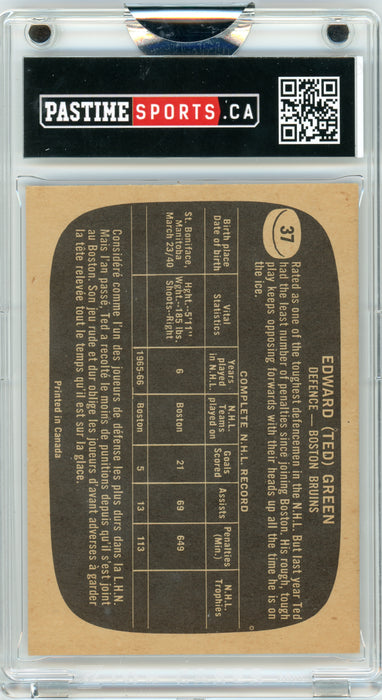 PASTIME SPORTS.CA
37
EDWARD (TED) GREEN
DEFENCE — BOSTON BRUINS
Rated as one of the toughest defencemen in the N.H.L. But last year Ted
had the least number of penalties since joining Boston. His rough, tough
play keeps opposing forwards with their heads up all the time he is on
the ice.
COMPLETE N.H.L. RECORD
Birth place Vital Years N.H.L. Goals Assists Penalties N.H.L.
Date of birth Statistics played Teams Scored (Min.) Trophies
in N.H.L. played on
St. Boniface, Hght.--5'11" 6 Boston 21 69 649
Manitoba Wght.--185 lbs.
March 23/40 Shoots--Right
1965-66 Boston 5 13 113
Considéré comme l'un des joueurs de défense les plus durs dans la L.H.N.
Mais l'an passé, Ted a recolté le moins de punitions depuis qu'il s'est joint
au Boston. Son jeu rude et dur oblige les joueurs d'avant adverses à garder
la tête relevée tout le temps qu'il est sur la glace.
Printed in Canada
©